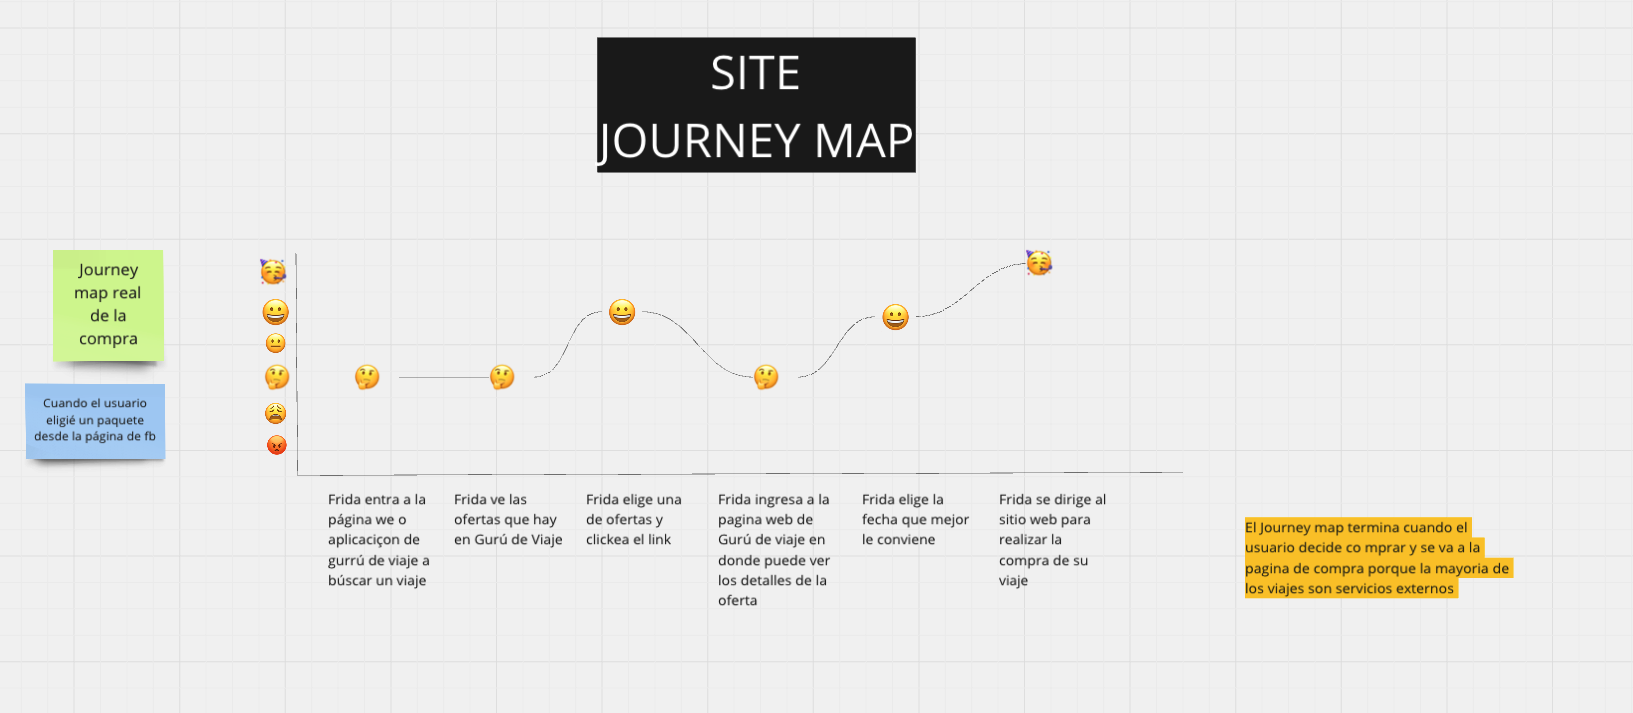 SITE
JOURNEY MAP
Journey
map real
de la
compra
Cuando el usuario
eligié un paquete
desde la página de fb
Frida entra a la
página we o
aplicaciçon de
gurrú de viaje a
búscar un viaje
Frida ve las
ofertas que hay
en Gurú de Viaje
Frida elige una
de ofertas y
clickea el link
Frida ingresa a la
pagina web de
Gurú de viaje en
donde puede ver
los detalles de la
oferta
Frida elige la
fecha que mejor
le conviene
Frida se dirige al
sitio web para
realizar la
compra de su
viaje
El Journey map termina cuando el
usuario decide co mprar y se va a la
pagina de compra porque la mayoria de
los viajes son servicios externos